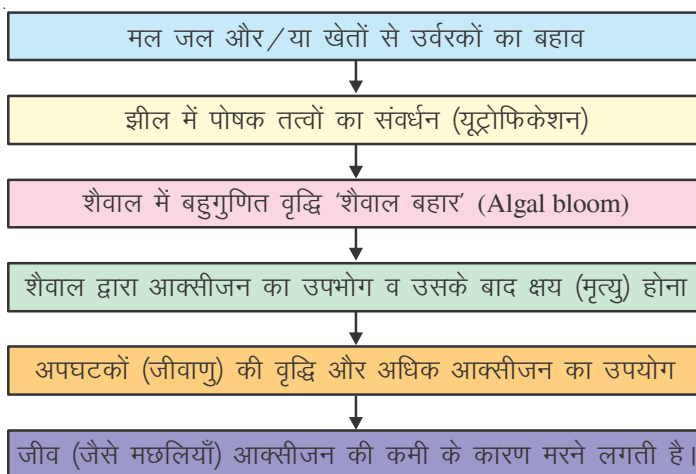 मल जल और/या खेतों से उर्वरकों का बहाव
झील में पोषक तत्वों का संवर्धन (यूट्रोफिकेशन)
शैवाल में बहुगुणित वृद्धि 'शैवाल बहार' (Algal bloom)
शैवाल द्वारा आक्सीजन का उपभोग व उसके बाद क्षय (मृत्यु) होना
अपघटकों (जीवाणु) की वृद्धि और अधिक आक्सीजन का उपयोग
जीव (जैसे मछलियाँ) आक्सीजन की कमी के कारण मरने लगती है।